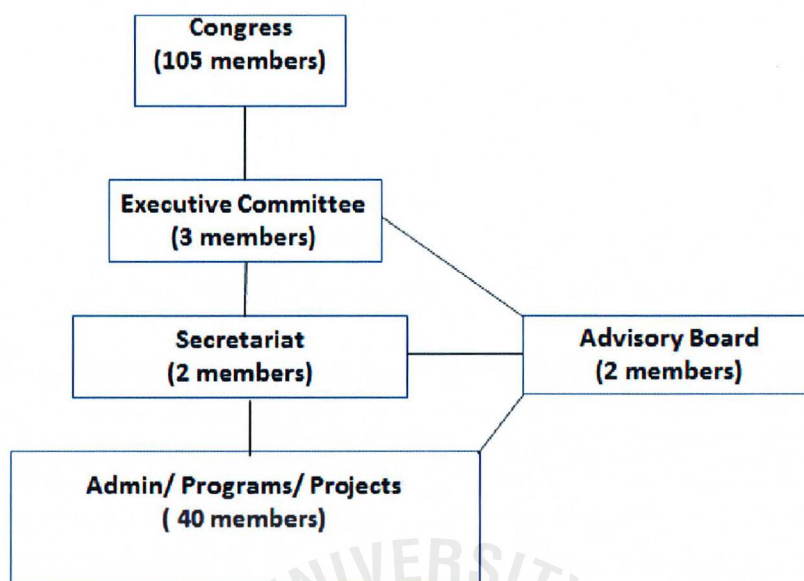 Congress
(105 members)
Executive Committee
(3 members)
Secretariat
(2 members)
Advisory Board
(2 members)
Admin/ Programs/ Projects
( 40 members)
UNIVERSITY